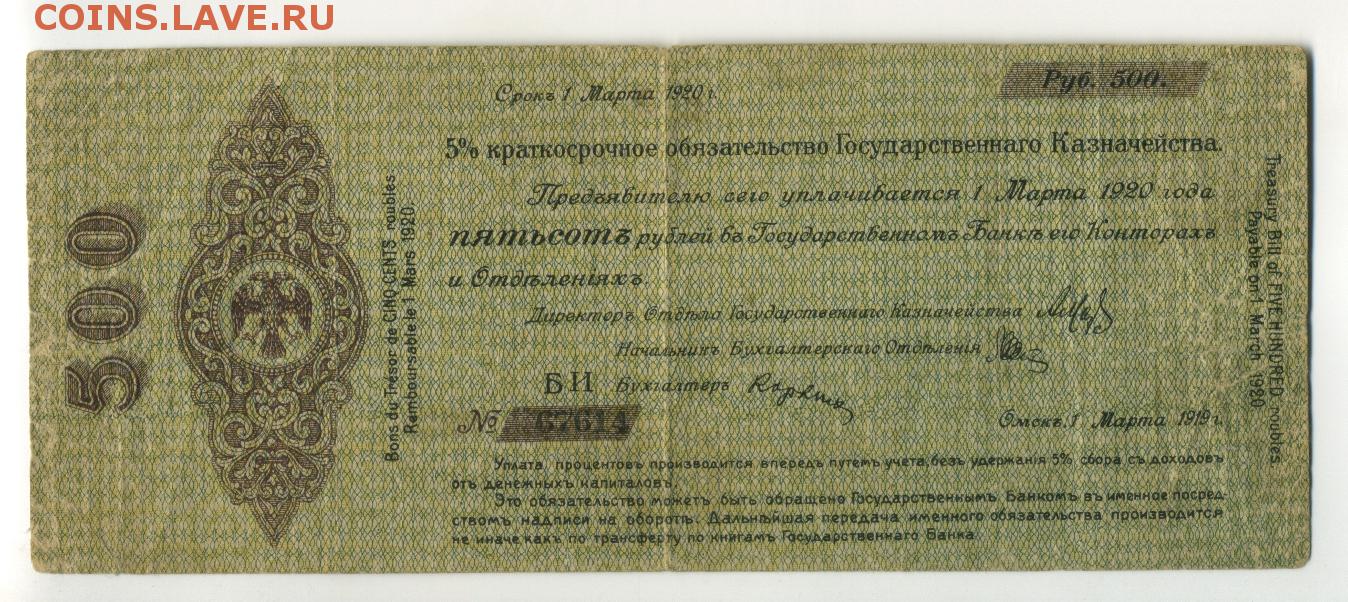 COINS.LAVE.RU
Руб. 500.
Срокъ 1 Марта 1920 г.
5% краткосрочное обязательство Государственнаго Казначейства.
Предъявителю сего уплачивается 1 Марта 1920 года
ПЯТЬСОТЪ рублей въ Государственномъ Банкѣ его Конторахъ
и Отдѣленіяхъ.
Директоръ Отдѣла Государственнаго Казначейства
Начальникъ Бухгалтерскаго Отдѣленія
БИ Бухгалтеръ
№ 67614
Омскъ, 1 Марта 1919 г.
Уплата процентовъ производится впередъ путемъ учета, безъ удержанія 5% сбора съ доходовъ
отъ денежныхъ капиталовъ.
Это обязательство можетъ быть обращено Государственнымъ Банкомъ въ именное посред-
ствомъ надписи на оборотѣ. Дальнѣйшая передача именного обязательства производится
не иначе какъ по трансферту по книгамъ Государственнаго Банка
500
Bons du Trésor de CINQ CENTS roubles
Remboursable le 1 Mars 1920.
Treasury Bill of FIVE HUNDRED roubles
Payable on 1 March 1920